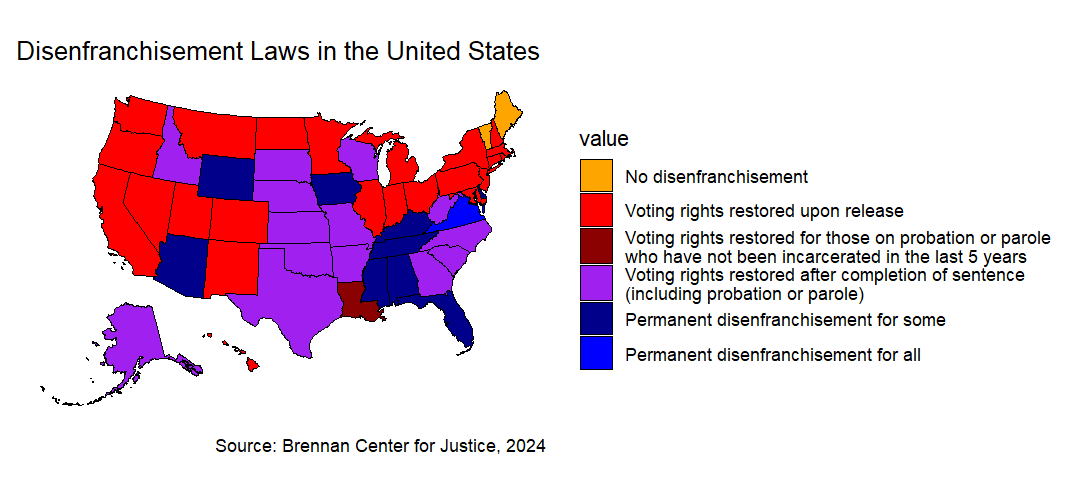 Disenfranchisement Laws in the United States
value
No disenfranchisement
Voting rights restored upon release
Voting rights restored for those on probation or parole
who have not been incarcerated in the last 5 years
Voting rights restored after completion of sentence
(including probation or parole)
Permanent disenfranchisement for some
Permanent disenfranchisement for all
Source: Brennan Center for Justice, 2024